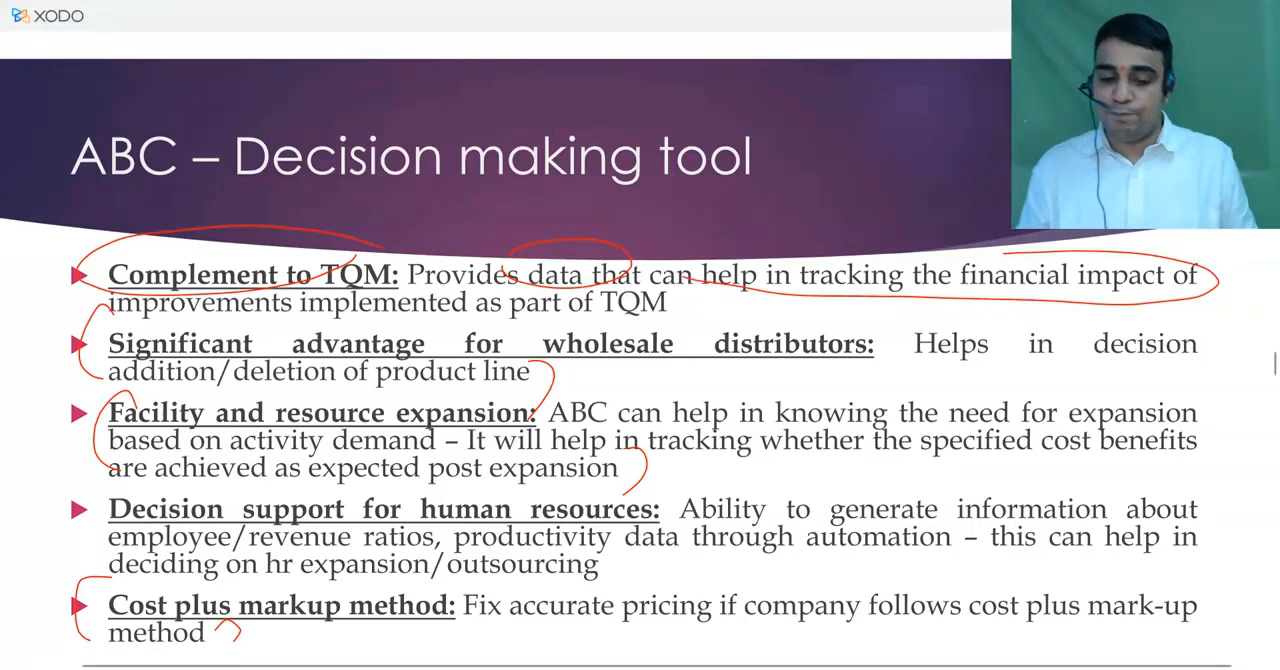 XODO
ABC – Decision making tool
Complement to TQM: Provides data that can help in tracking the financial impact of
improvements implemented as part of TQM
Significant advantage for wholesale distributors: Helps in decision
addition/deletion of product line
Facility and resource expansion: ABC can help in knowing the need for expansion
based on activity demand – It will help in tracking whether the specified cost benefits
are achieved as expected post expansion
Decision support for human resources: Ability to generate information about
employee/revenue ratios, productivity data through automation – this can help in
deciding on hr expansion/outsourcing
Cost plus markup method: Fix accurate pricing if company follows cost plus mark-up
method